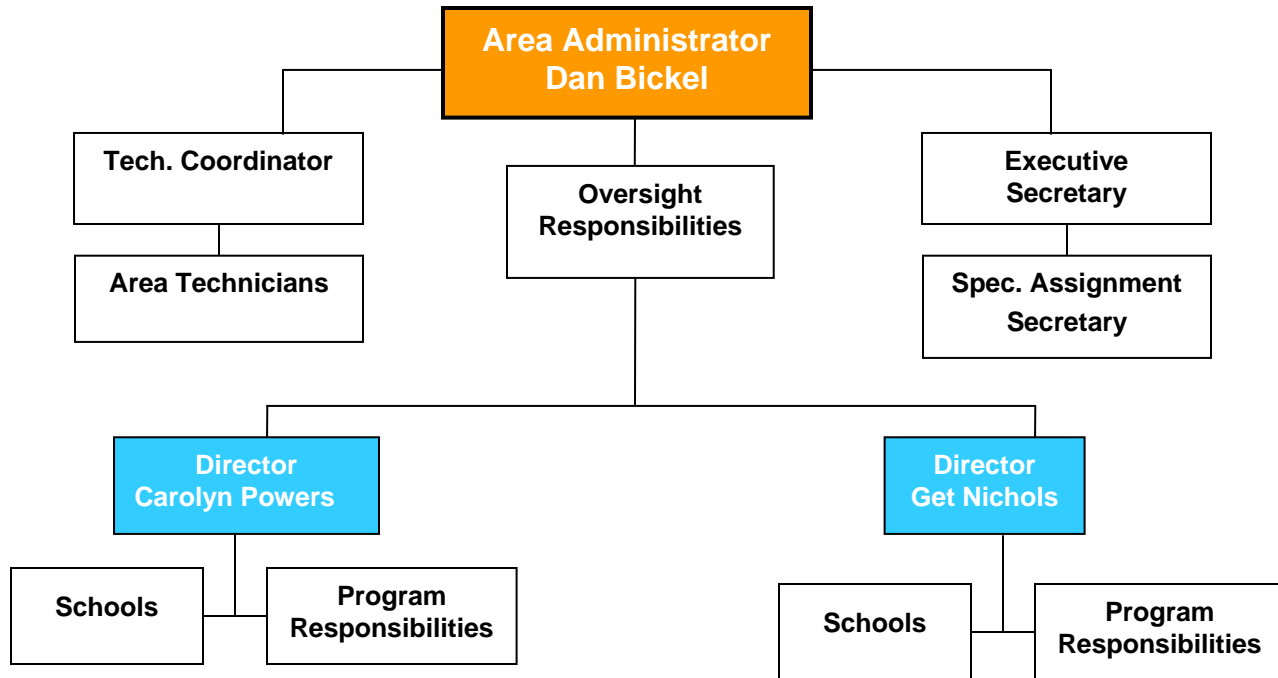 Area Administrator
Dan Bickel
Tech. Coordinator
Oversight
Responsibilities
Executive
Secretary
Area Technicians
Spec. Assignment
Secretary
Director
Carolyn Powers
Director
Get Nichols
Schools
Program
Responsibilities
Schools
Program
Responsibilities